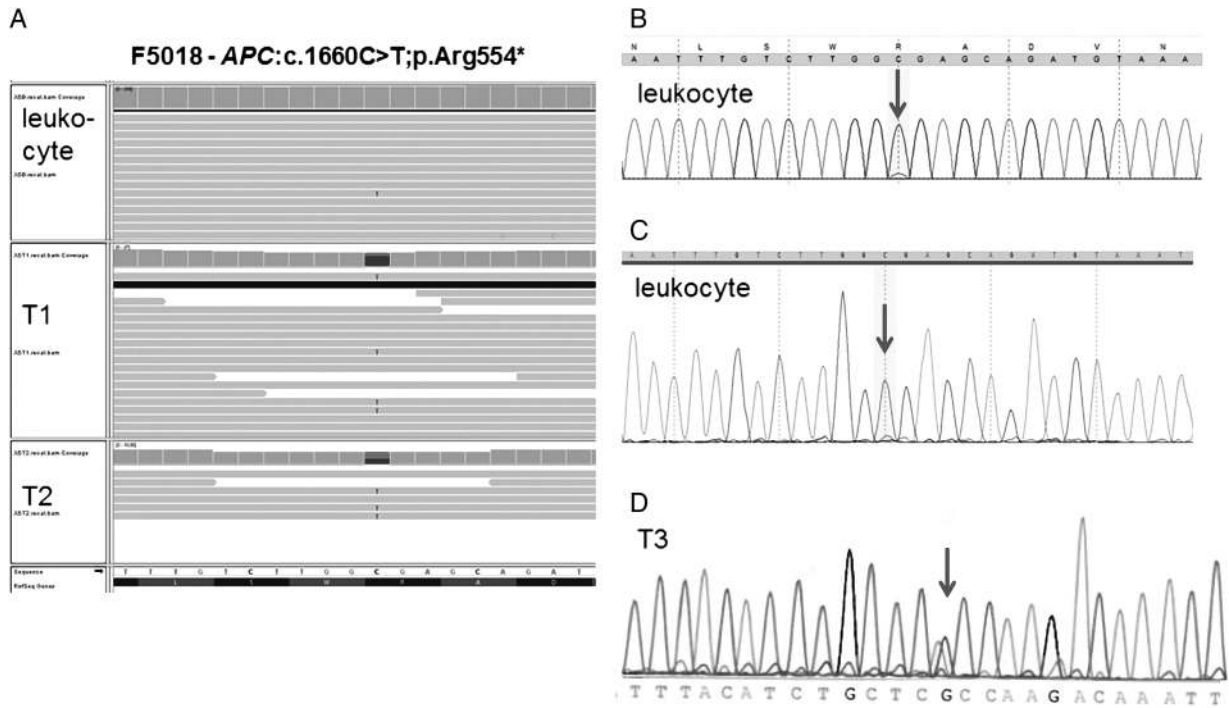 A
F5018 - APC:c.1660C>T;p.Arg554*
leuko-
cyte
T
T1
T
T
T
T
T2
T
T
T
Sequence
T T T G T C T T G G C G A G C A G A T
RefSeq Genes
B
N L S W R A D V N
A A T T T G T C T T G G C G A G C A G A T G T A A A
leukocyte
C
A A T T T G T C T T G G C G A G C A G A T G T A A A T
leukocyte
D
T3
T T T A C A T C T G C T C G C C A A G A C A A A T T